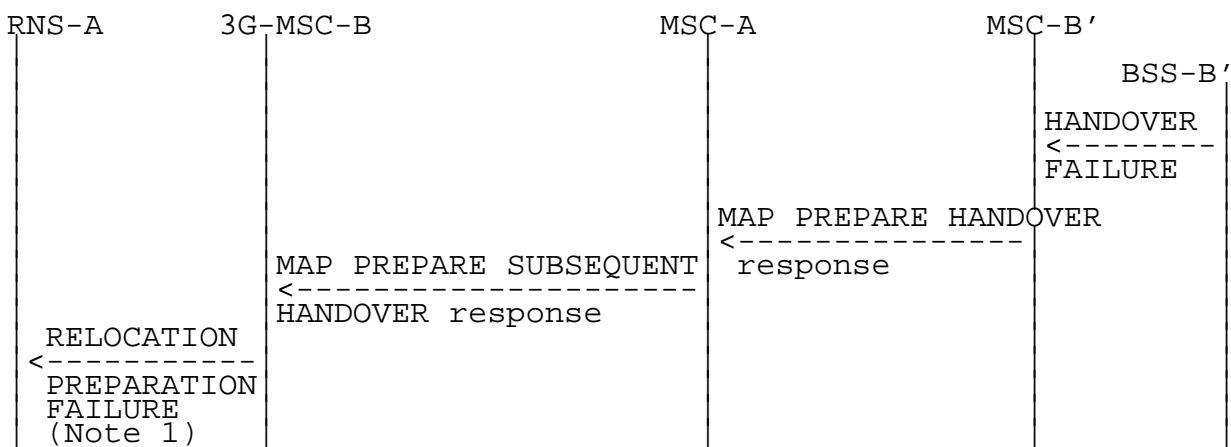 RNS-A 3G-MSC-B MSC-A MSC-B'
BSS-B'
HANDOVER
<--------
FAILURE
MAP PREPARE HANDOVER
<---------------
response
MAP PREPARE SUBSEQUENT
<---------------------
HANDOVER response
RELOCATION
<-----------
PREPARATION
FAILURE
(Note 1)